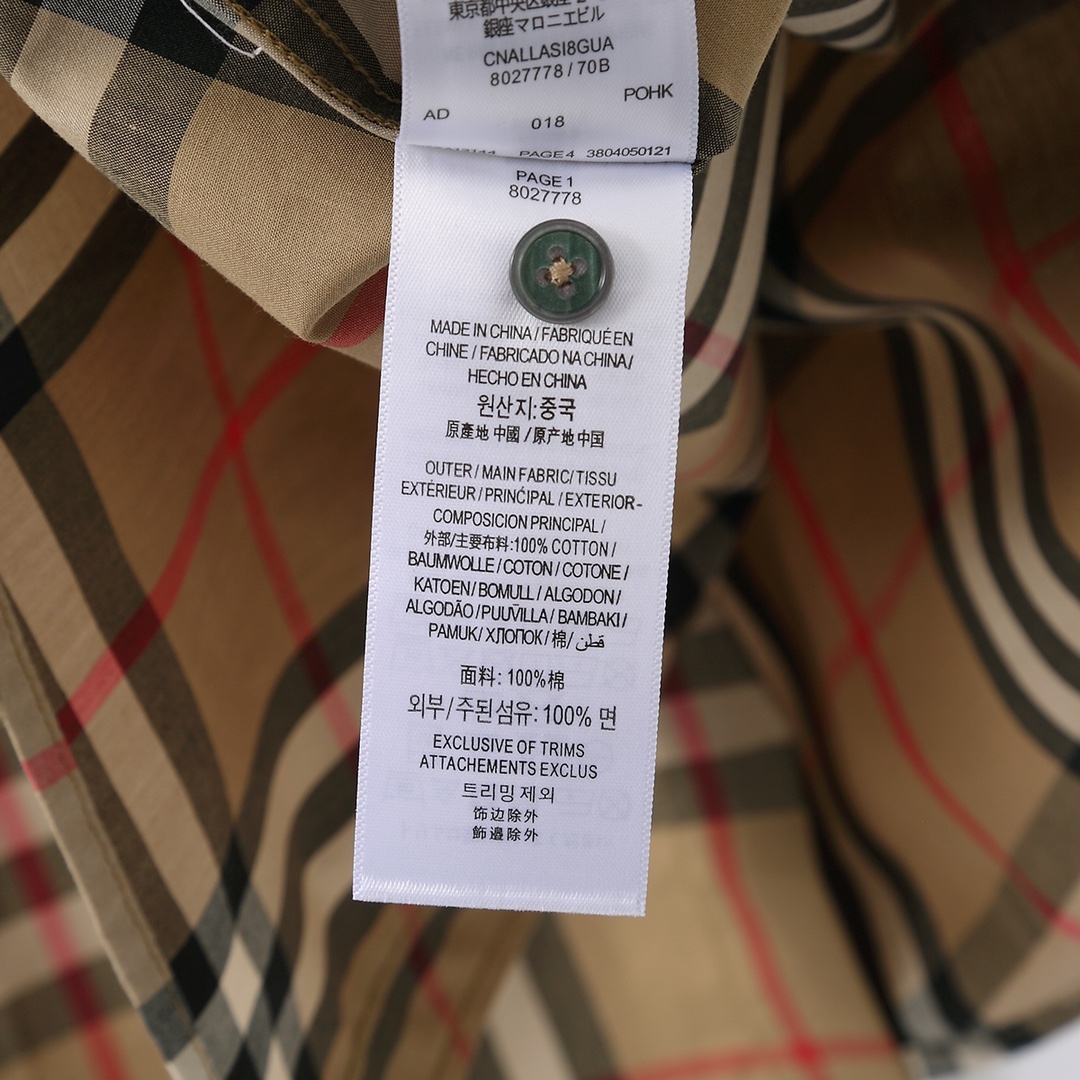 東京都中央区銀座
銀座マロニエビル
CNALLASI8GUA
8027778 / 70B
POHK
AD
018
PAGE 4 3804050121
PAGE 1
8027778
MADE IN CHINA / FABRIQUÉ EN
CHINE / FABRICADO NA CHINA /
HECHO EN CHINA
원산지:중국
原產地 中國 / 原产地 中国
OUTER / MAIN FABRIC/ TISSU
EXTÉRIEUR / PRINCIPAL / EXTERIOR-
COMPOSICION PRINCIPAL /
外部/主要布料:100% COTTON /
BAUMWOLLE / COTON / COTONE /
KATOEN / BOMULL / ALGODON /
ALGODÃO / PUUVILLA / BAMBAKI /
PAMUK/ ХЛОПОК / 棉/ قطن
面料: 100%棉
외부/주된섬유: 100% 면
EXCLUSIVE OF TRIMS
ATTACHEMENTS EXCLUS
트리밍 제외
饰边除外
飾邊除外